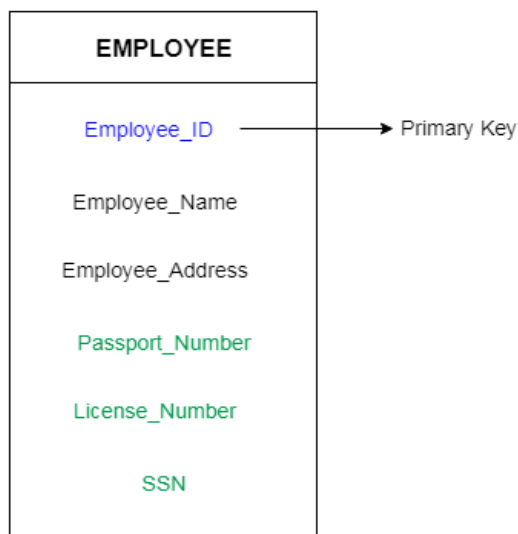 EMPLOYEE
Employee_ID Primary Key
Employee_Name
Employee_Address
Passport_Number
License_Number
SSN